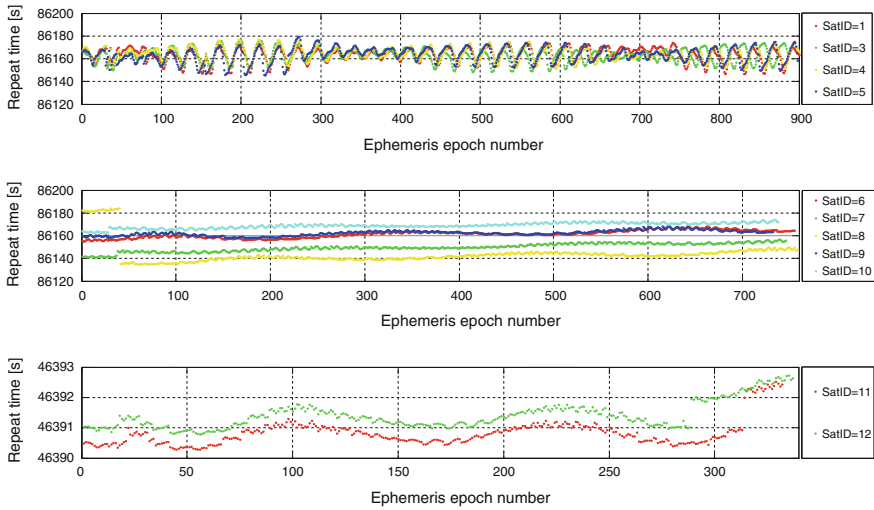 Repeat time [s]
86200
86180
86160
86140
86120
0 100 200 300 400 500 600 700 800 900
Ephemeris epoch number
SatID=1
SatID=3
SatID=4
SatID=5
Repeat time [s]
86200
86180
86160
86140
86120
0 100 200 300 400 500 600 700
Ephemeris epoch number
SatID=6
SatID=7
SatID=8
SatID=9
SatID=10
Repeat time [s]
46393
46392
46391
46390
0 50 100 150 200 250 300
Ephemeris epoch number
SatID=11
SatID=12